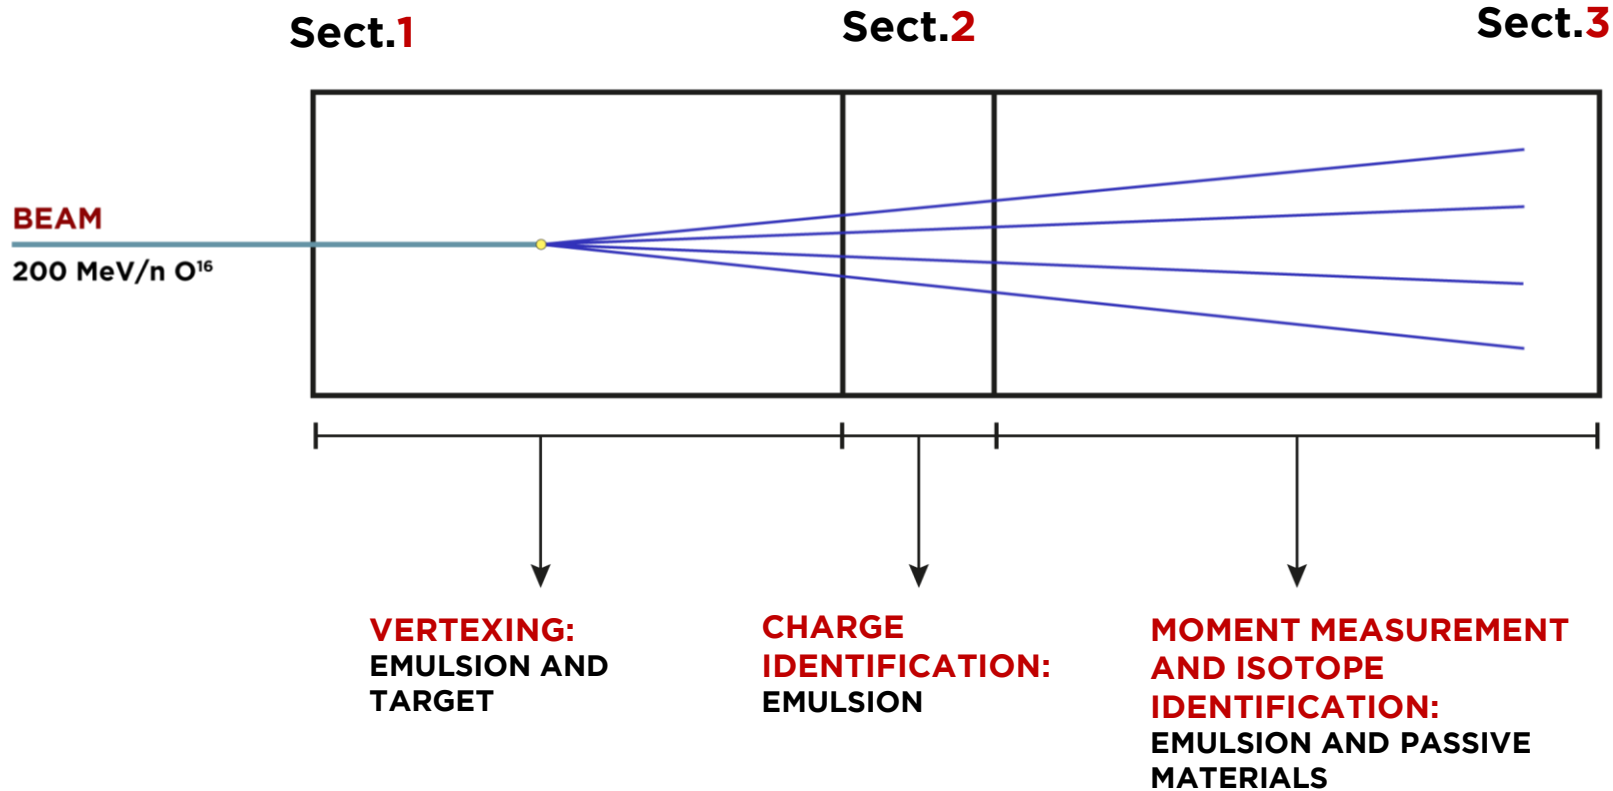 Sect.1
Sect.2
Sect.3
BEAM
200 MeV/n O¹⁶
VERTEXING:
EMULSION AND
TARGET
CHARGE
IDENTIFICATION:
EMULSION
MOMENT MEASUREMENT
AND ISOTOPE
IDENTIFICATION:
EMULSION AND PASSIVE
MATERIALS